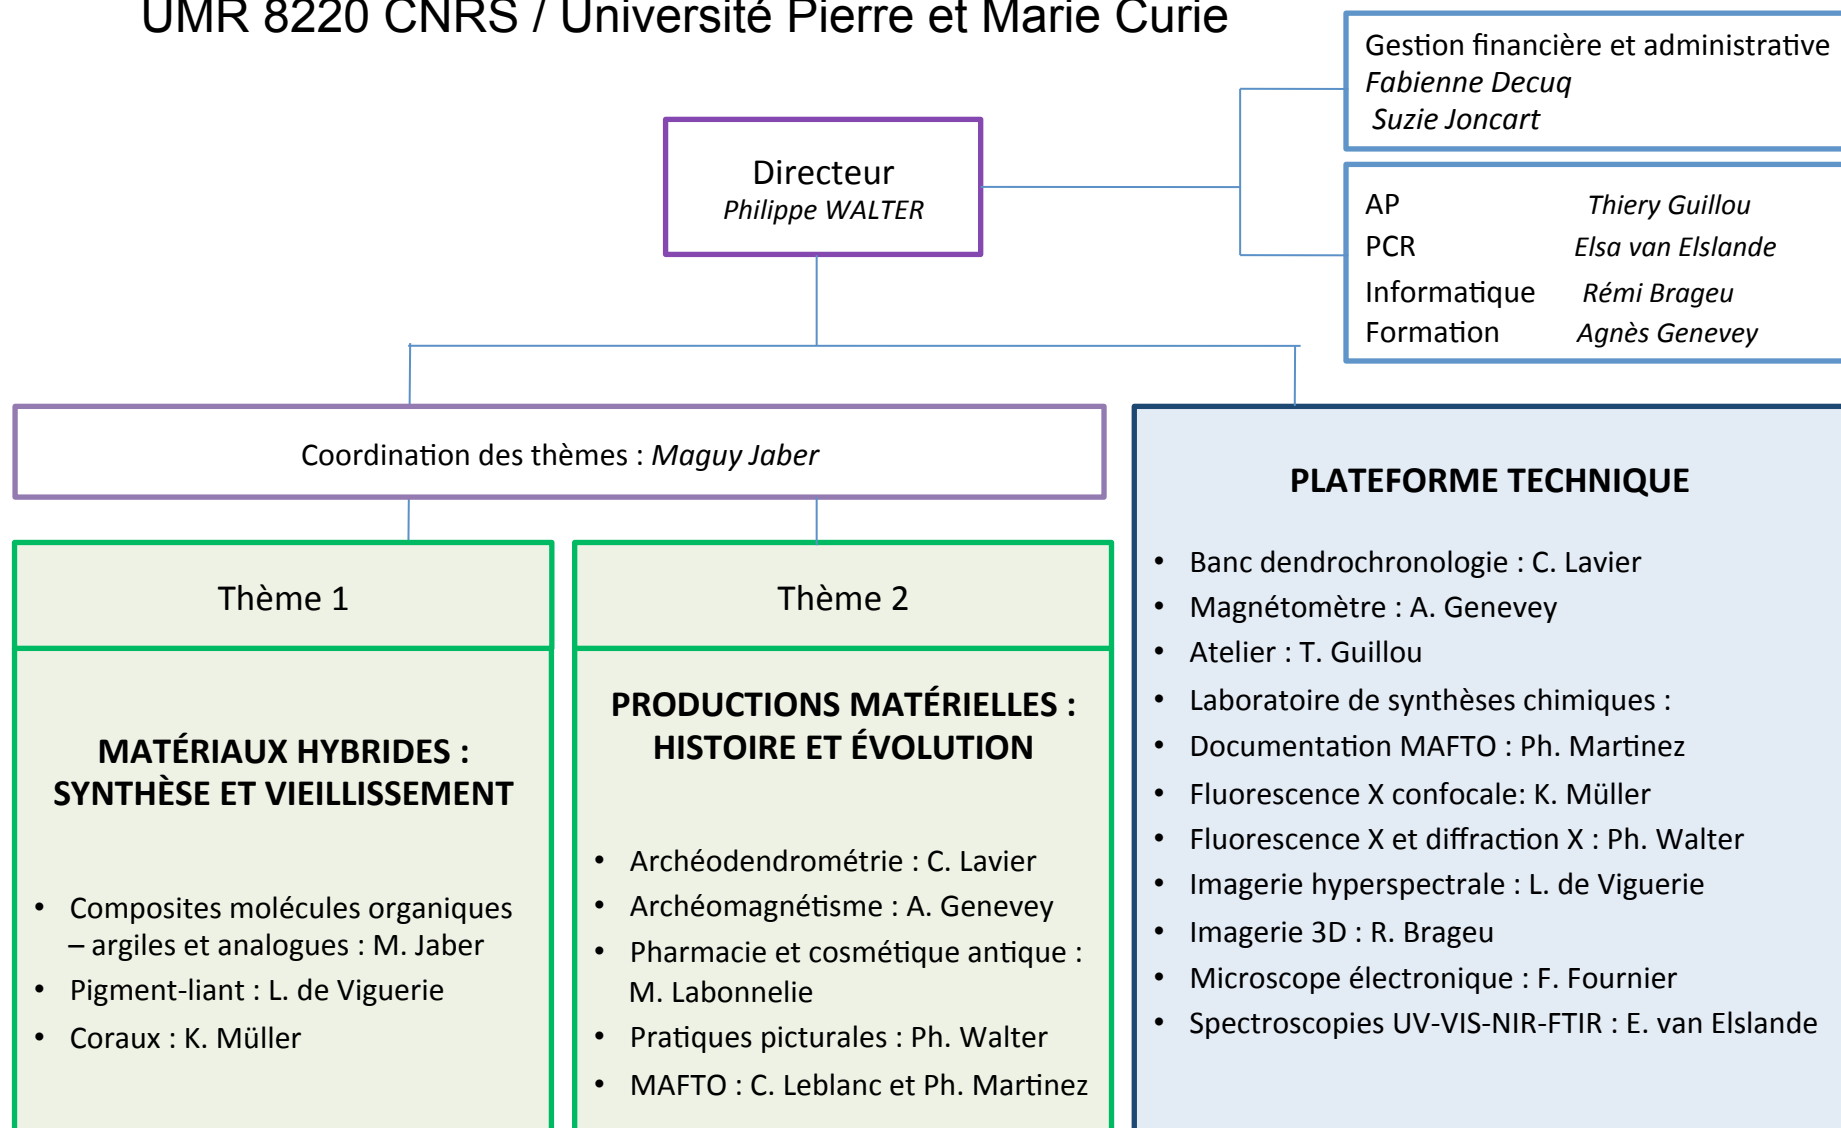 UMR 8220 CNRS / Université Pierre et Marie Curie
Gestion financière et administrative
Fabienne Decuq
Suzie Joncart
Directeur
Philippe WALTER
AP Thiery Guillou
PCR Elsa van Elslande
Informatique Rémi Brageu
Formation Agnès Genevey
Coordination des thèmes : Maguy Jaber
Thème 1
MATÉRIAUX HYBRIDES :
SYNTHÈSE ET VIEILLISSEMENT
• Composites molécules organiques
– argiles et analogues : M. Jaber
• Pigment-liant : L. de Viguerie
• Coraux : K. Müller
Thème 2
PRODUCTIONS MATÉRIELLES :
HISTOIRE ET ÉVOLUTION
• Archéodendrométrie : C. Lavier
• Archéomagnétisme : A. Genevey
• Pharmacie et cosmétique antique :
M. Labonnelie
• Pratiques picturales : Ph. Walter
• MAFTO : C. Leblanc et Ph. Martinez
PLATEFORME TECHNIQUE
• Banc dendrochronologie : C. Lavier
• Magnétomètre : A. Genevey
• Atelier : T. Guillou
• Laboratoire de synthèses chimiques :
• Documentation MAFTO : Ph. Martinez
• Fluorescence X confocale: K. Müller
• Fluorescence X et diffraction X : Ph. Walter
• Imagerie hyperspectrale : L. de Viguerie
• Imagerie 3D : R. Brageu
• Microscope électronique : F. Fournier
• Spectroscopies UV-VIS-NIR-FTIR : E. van Elslande